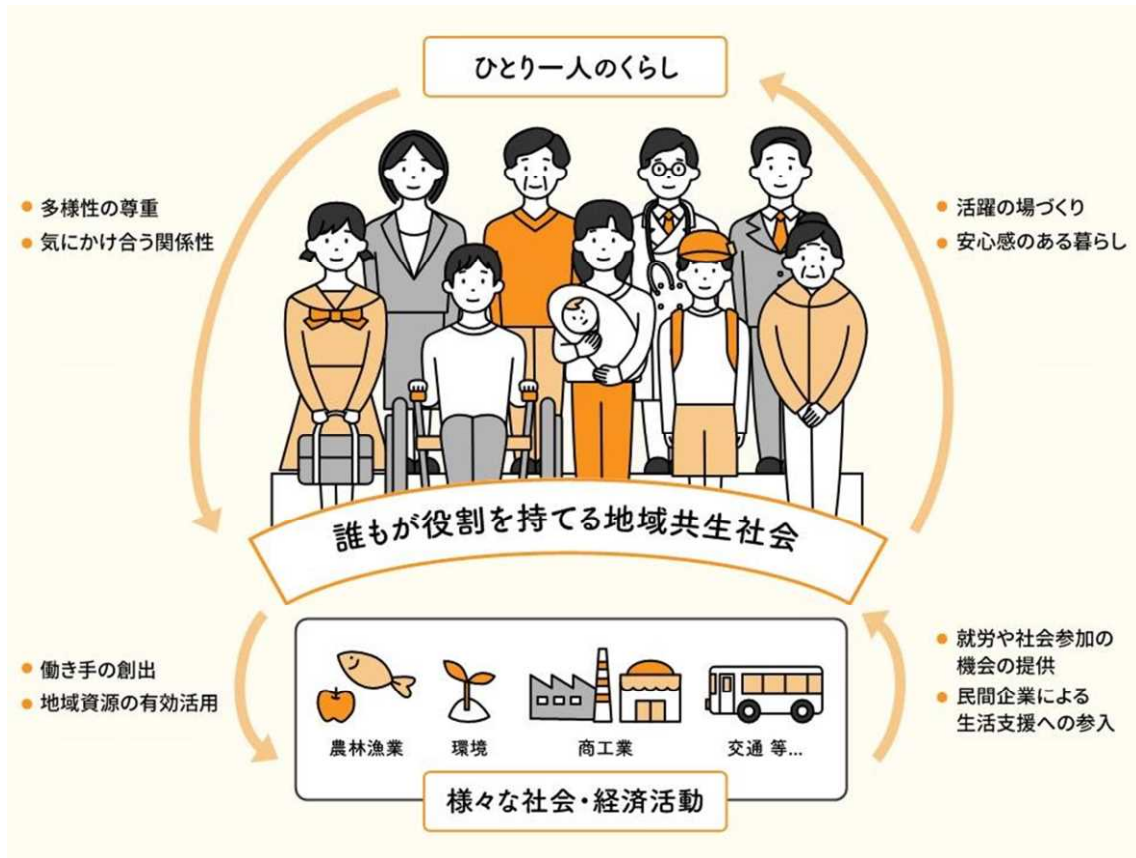 ひとり一人のくらし
● 多様性の尊重
● 気にかけ合う関係性
● 活躍の場づくり
● 安心感のある暮らし
誰もが役割を持てる地域共生社会
● 働き手の創出
● 地域資源の有効活用
● 就労や社会参加の
機会の提供
● 民間企業による
生活支援への参入
農林漁業
環境
商工業
交通 等...
様々な社会・経済活動